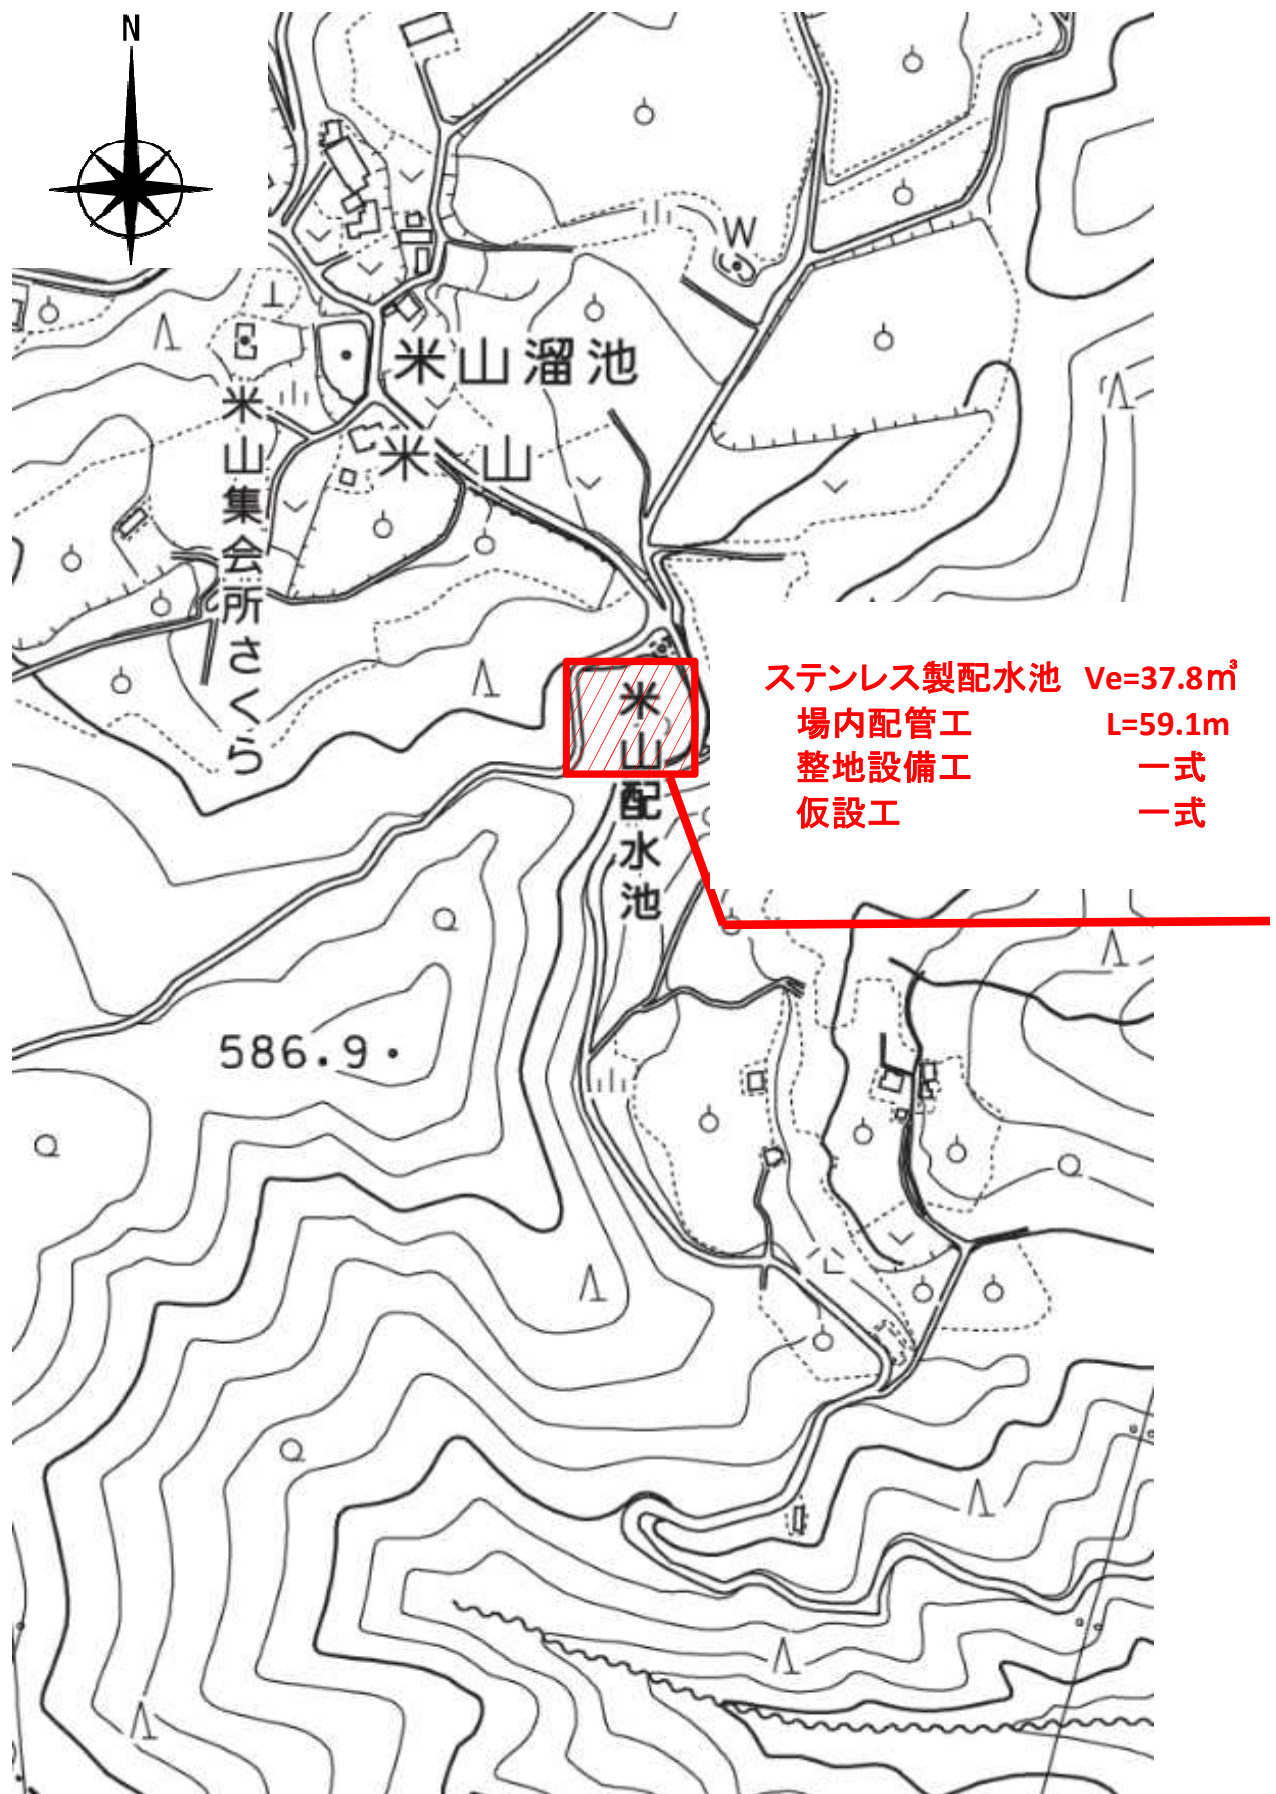 N
W
米山溜池
米山
米山集会所さくら
ステンレス製配水池 Ve=37.8㎥
場内配管工 L=59.1m
整地設備工 一式
仮設工 一式
米山配水池
586.9